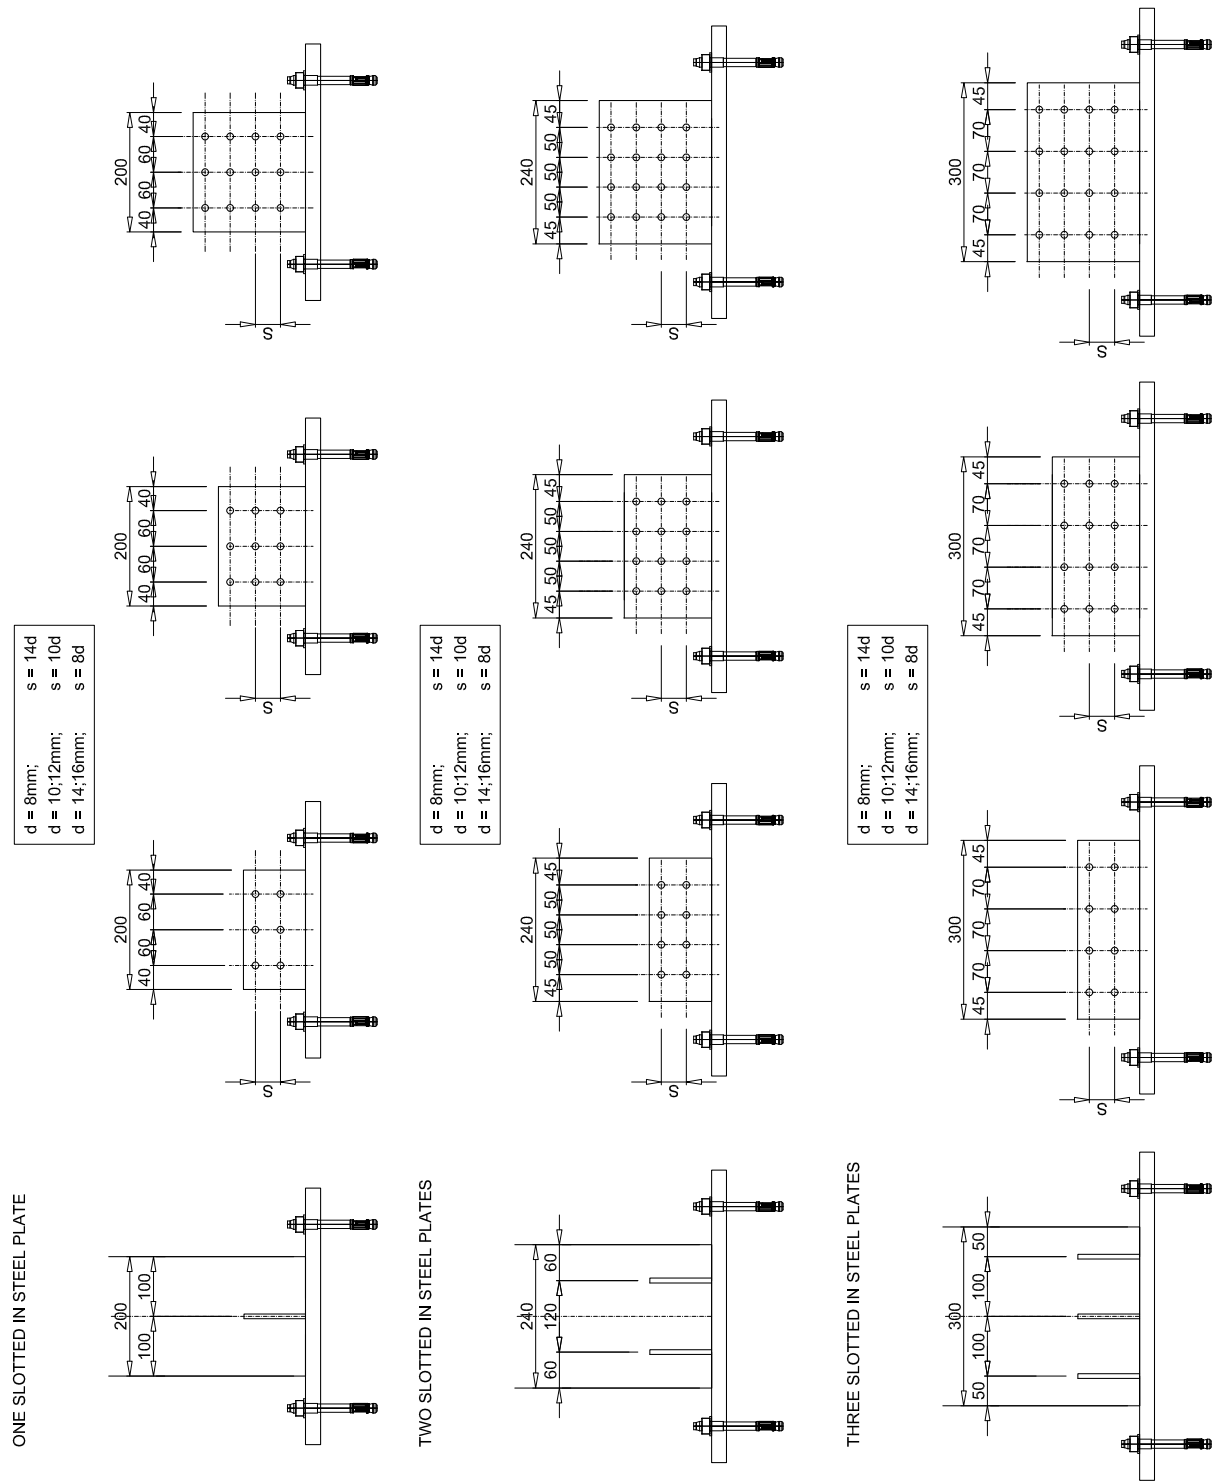 ONE SLOTTED IN STEEL PLATE
d = 8mm; s = 14d
d = 10;12mm; s = 10d
d = 14;16mm; s = 8d
200 200 200 200
100 100 40 60 60 40 40 60 60 40 40 60 60 40
S S S
TWO SLOTTED IN STEEL PLATES
d = 8mm; s = 14d
d = 10;12mm; s = 10d
d = 14;16mm; s = 8d
240 240 240 240
60 120 60 45 50 50 50 45 45 50 50 50 45 45 50 50 50 45
S S S
THREE SLOTTED IN STEEL PLATES
d = 8mm; s = 14d
d = 10;12mm; s = 10d
d = 14;16mm; s = 8d
300 300 300 300
50 100 100 50 45 70 70 70 45 45 70 70 70 45 45 70 70 70 45
S S S